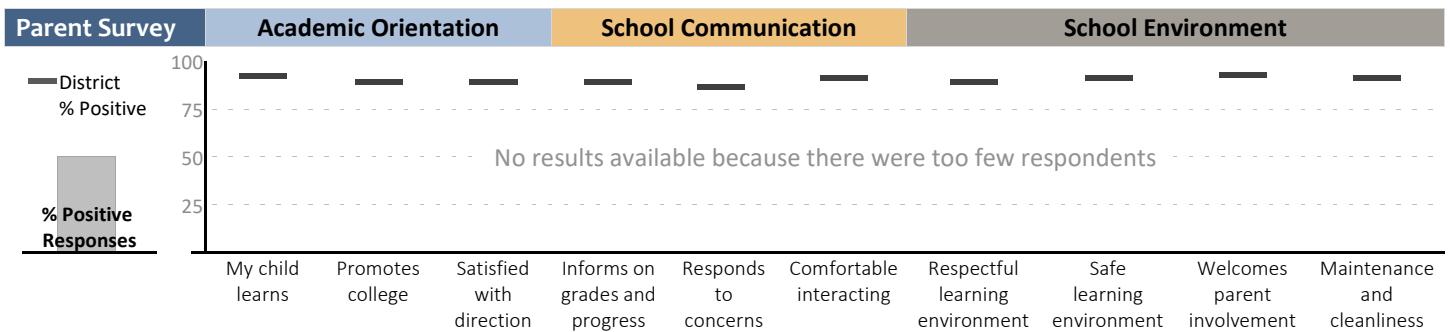 Parent Survey
Academic Orientation
School Communication
School Environment
District
% Positive
% Positive
Responses
100
75
50
25
No results available because there were too few respondents
My child
learns
Promotes
college
Satisfied
with
direction
Informs on
grades and
progress
Responds
to
concerns
Comfortable
interacting
Respectful
learning
environment
Safe
learning
environment
Welcomes
parent
involvement
Maintenance
and
cleanliness